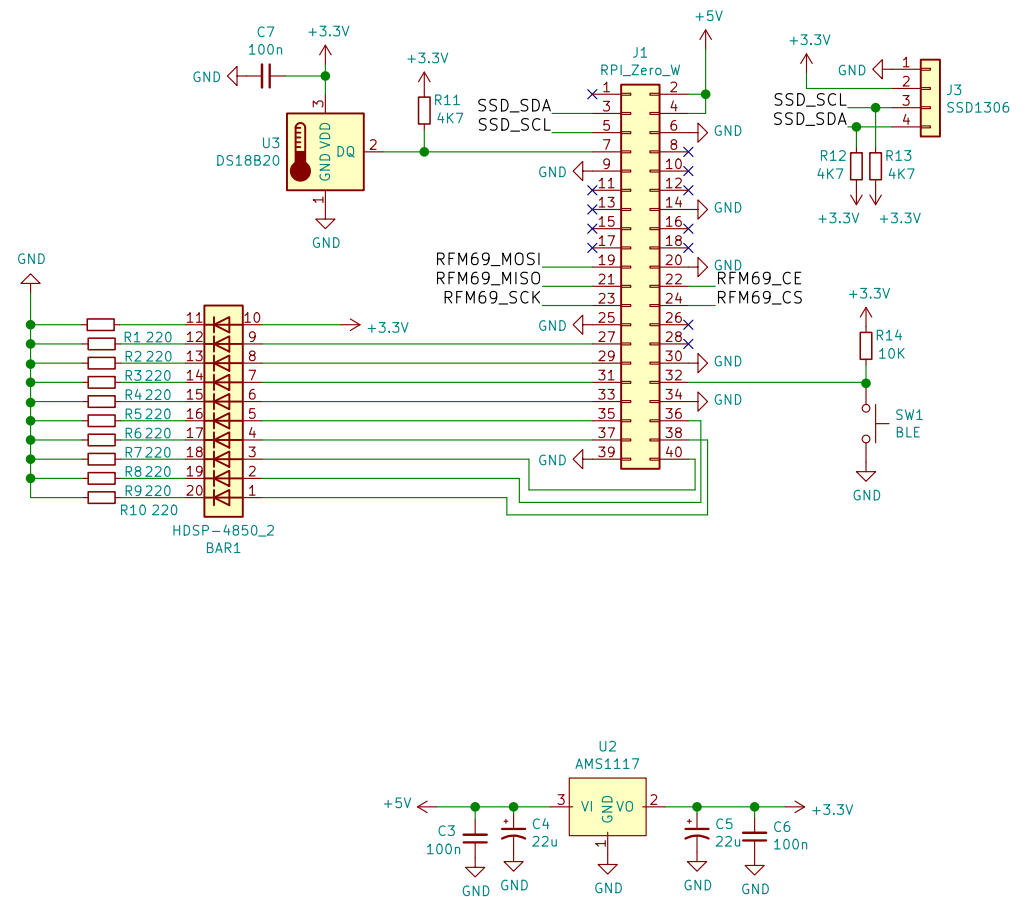 +5V
C7
100n
+3.3V
GND
+3.3V
R11
4K7
3
VDD
U3
DS18B20
DQ
2
GND
1
GND
J1
RPI_Zero_W
1
2
SSD_SDA
3
4
SSD_SCL
5
6
GND
7
8
GND
9
10
11
12
13
14
GND
15
16
17
18
RFM69_MOSI
19
20
GND
RFM69_MISO
21
22
RFM69_CE
RFM69_SCK
23
24
RFM69_CS
GND
25
26
27
28
29
30
GND
31
32
33
34
GND
35
36
37
38
GND
39
40
+3.3V
GND
1
2
SSD_SCL
3
SSD_SDA
4
J3
SSD1306
R12
4K7
R13
4K7
+3.3V
+3.3V
+3.3V
R14
10K
SW1
BLE
GND
GND
11
10
+3.3V
R1 220
12
9
R2 220
13
8
R3 220
14
7
R4 220
15
6
R5 220
16
5
R6 220
17
4
R7 220
18
3
R8 220
19
2
R9 220
20
1
R10 220
HDSP-4850_2
BAR1
U2
AMS1117
+5V
3
VI
GND
VO
2
1
+3.3V
C3
100n
C4
22u
C5
22u
C6
100n
GND
GND
GND
GND
GND